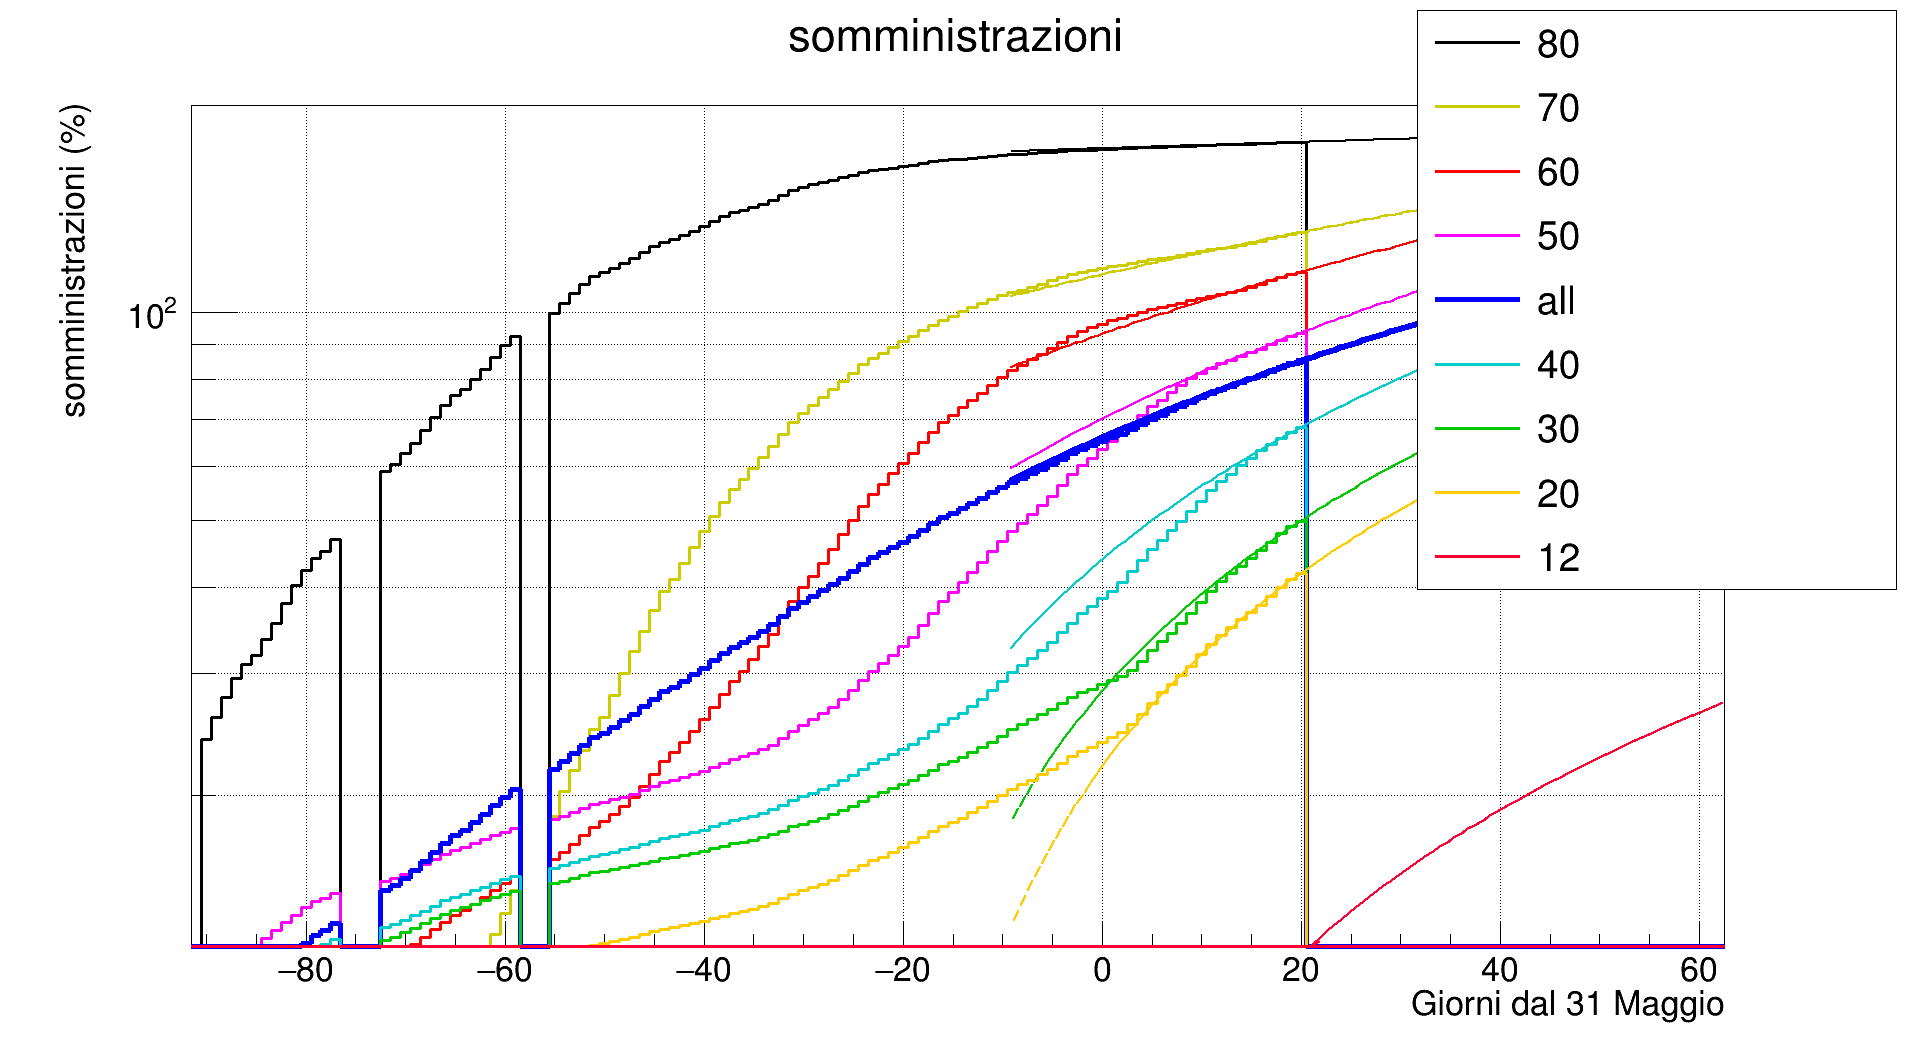 somministrazioni
somministrazioni (%)
10²
80
70
60
50
all
40
30
20
12
−80 −60 −40 −20 0 20 40 60
Giorni dal 31 Maggio